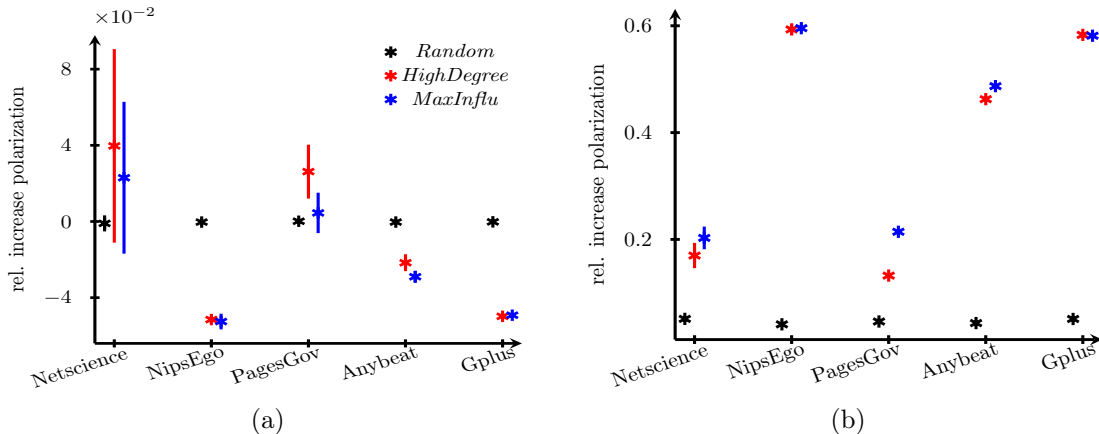 ×10−2
8
4
0
−4
rel. increase polarization
Random
HighDegree
MaxInflu
Netscience
NipsEgo
PagesGov
Anybeat
Gplus
(a)
0.6
0.4
0.2
rel. increase polarization
Netscience
NipsEgo
PagesGov
Anybeat
Gplus
(b)